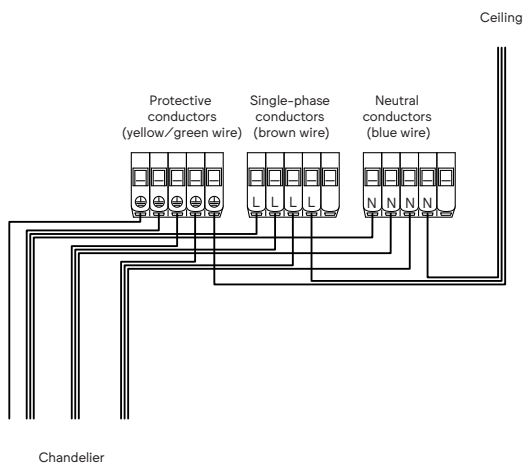 Ceiling
Protective
conductors
(yellow/green wire)
Single-phase
conductors
(brown wire)
Neutral
conductors
(blue wire)
L L L L
N N N N
Chandelier